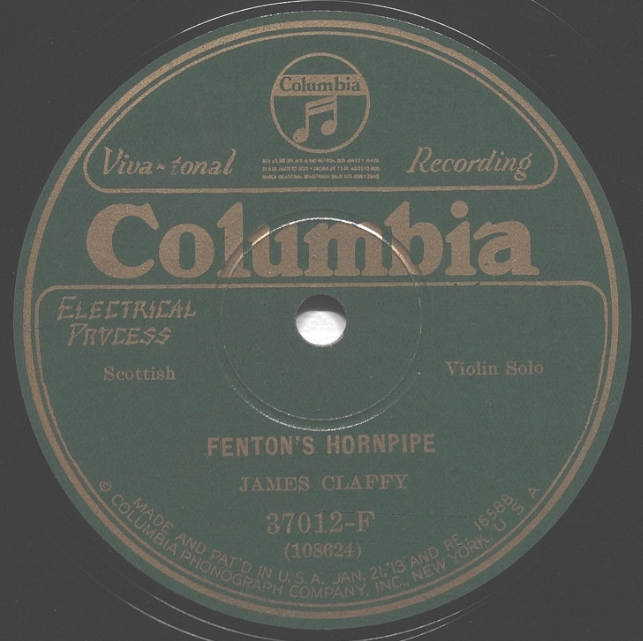 Columbia
Viva-tonal Recording
Columbia
ELECTRICAL
PROCESS
Scottish
Violin Solo
FENTON'S HORNPIPE
JAMES CLAFFY
37012-F
(108624)
MADE AND PAT'D IN U.S.A. JAN. 21, '13 AND RE. 16588
© COLUMBIA PHONOGRAPH COMPANY, INC., NEW YORK, U S A